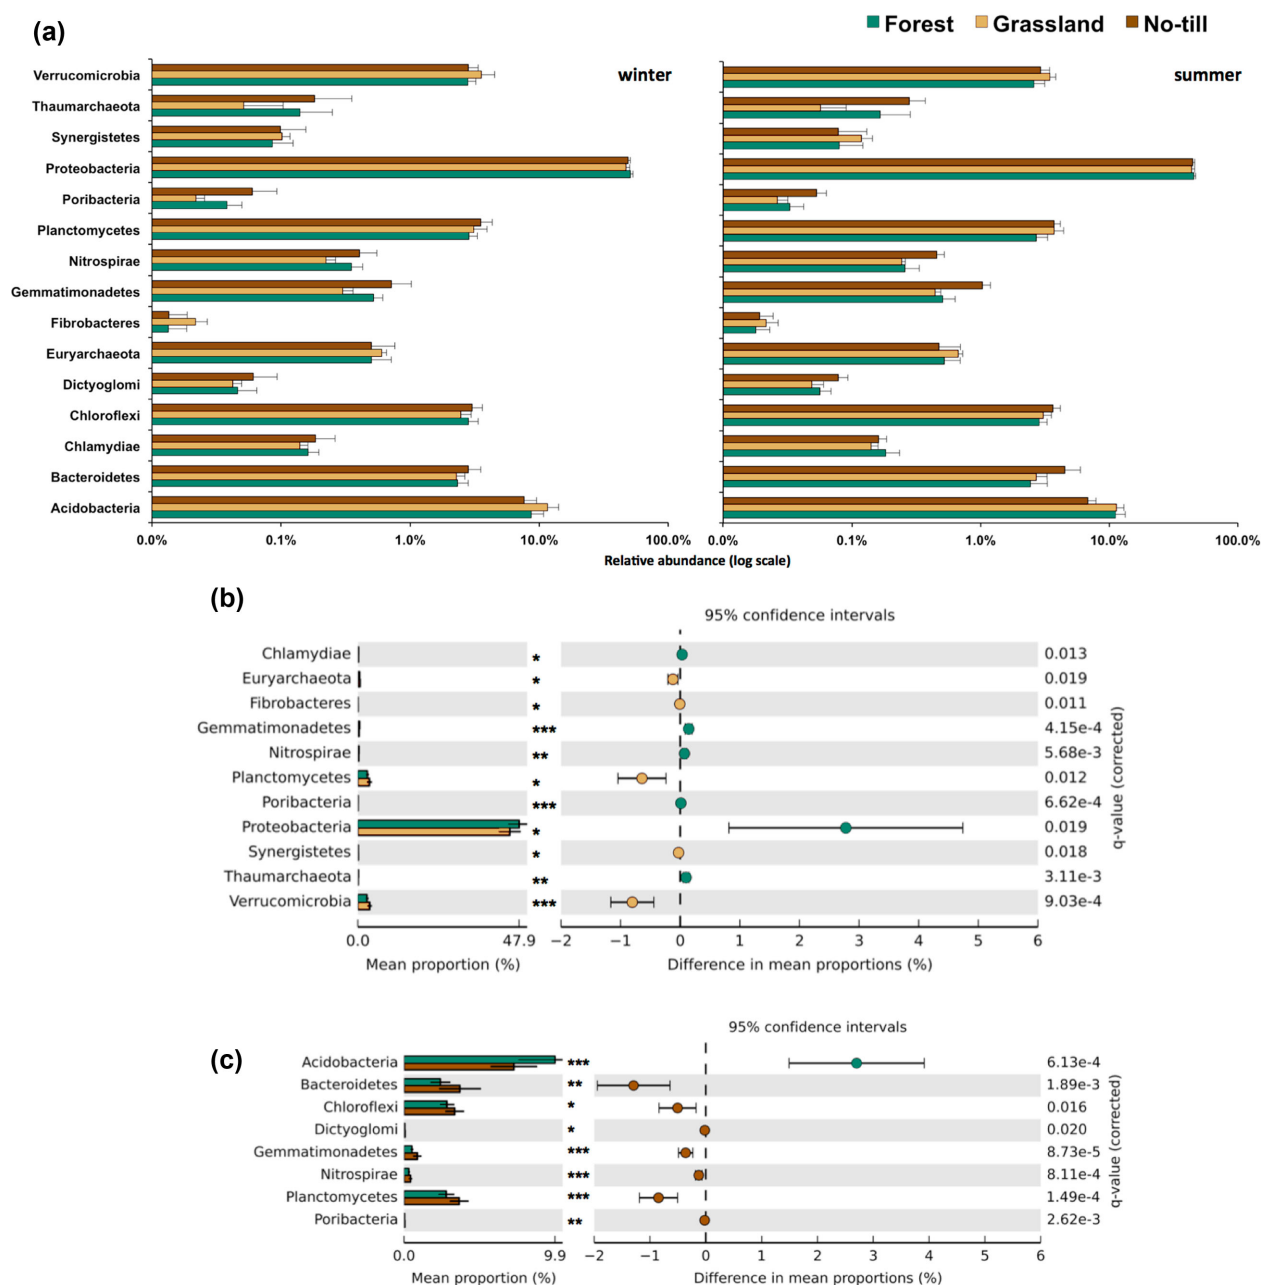 (a)
Forest Grassland No-till
winter
summer
Verrucomicrobia
Thaumarchaeota
Synergistetes
Proteobacteria
Poribacteria
Planctomycetes
Nitrospirae
Gemmatimonadetes
Fibrobacteres
Euryarchaeota
Dictyoglomi
Chloroflexi
Chlamydiae
Bacteroidetes
Acidobacteria
0.0% 0.1% 1.0% 10.0% 100.0%
0.0% 0.1% 1.0% 10.0% 100.0%
Relative abundance (log scale)
(b)
95% confidence intervals
Chlamydiae * 0.013
Euryarchaeota * 0.019
Fibrobacteres * 0.011
Gemmatimonadetes *** 4.15e-4
Nitrospirae ** 5.68e-3
Planctomycetes * 0.012
Poribacteria *** 6.62e-4
Proteobacteria * 0.019
Synergistetes * 0.018
Thaumarchaeota ** 3.11e-3
Verrucomicrobia *** 9.03e-4
q-value (corrected)
0.0 47.9
−2 −1 0 1 2 3 4 5 6
Mean proportion (%)
Difference in mean proportions (%)
(c)
95% confidence intervals
Acidobacteria *** 6.13e-4
Bacteroidetes ** 1.89e-3
Chloroflexi * 0.016
Dictyoglomi * 0.020
Gemmatimonadetes *** 8.73e-5
Nitrospirae *** 8.11e-4
Planctomycetes *** 1.49e-4
Poribacteria ** 2.62e-3
q-value (corrected)
0.0 9.9
−2 −1 0 1 2 3 4 5 6
Mean proportion (%)
Difference in mean proportions (%)